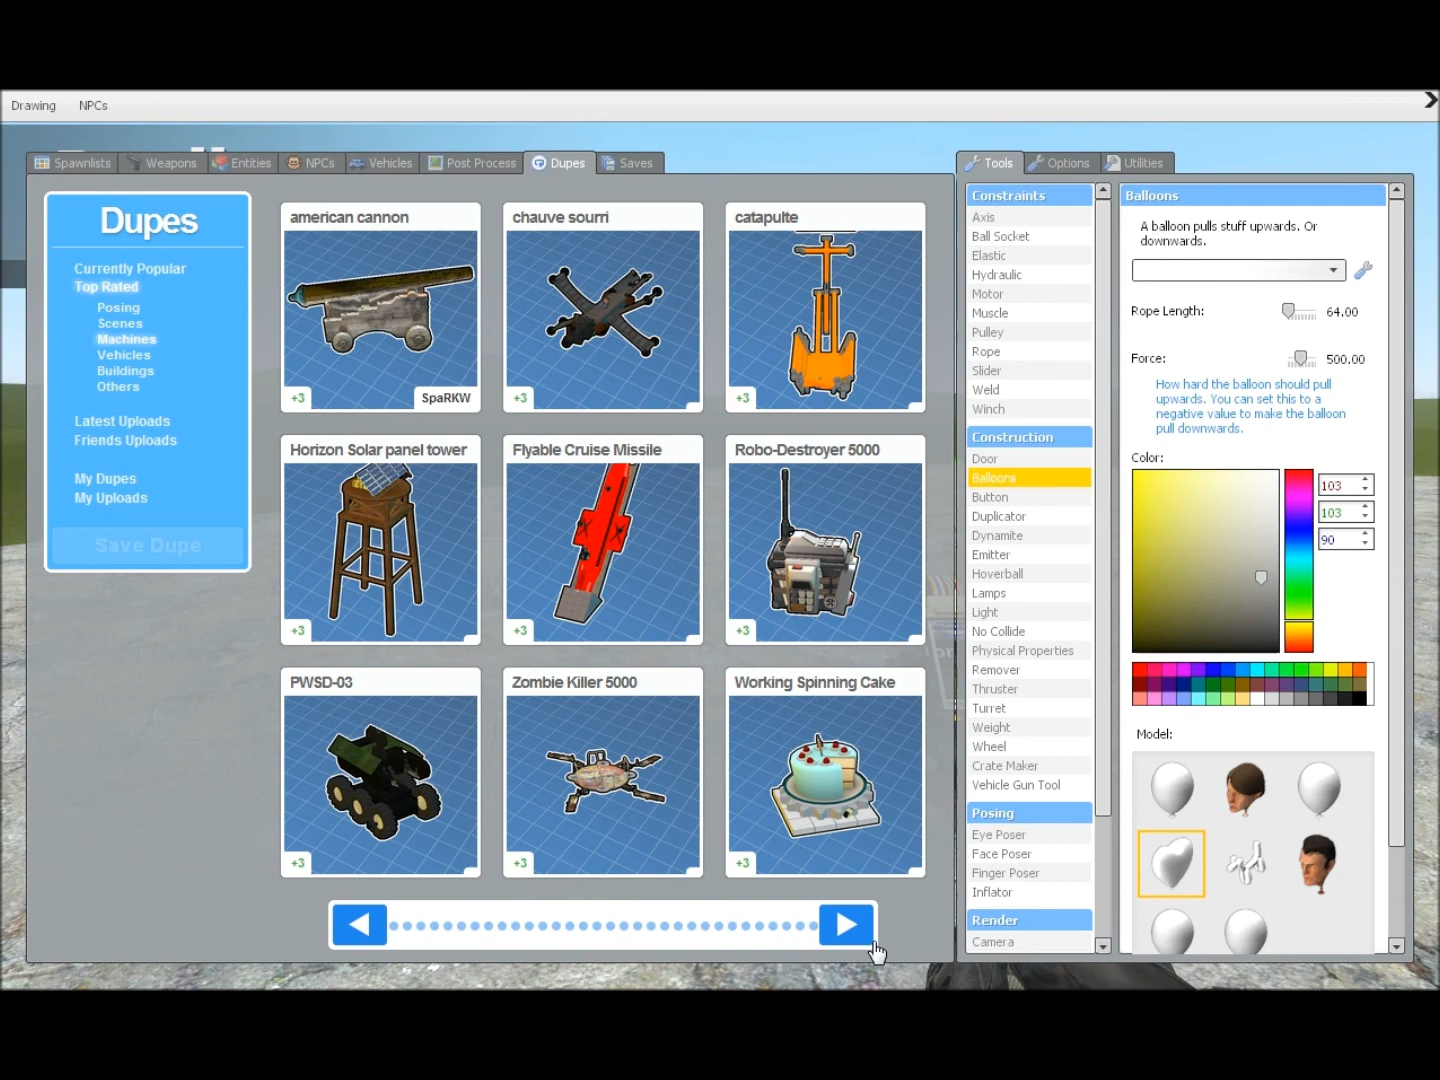 Drawing NPCs
Spawnlists Weapons Entities NPCs Vehicles Post Process Dupes Saves
Tools Options Utilities
Dupes
Currently Popular
Top Rated
Posing
Scenes
Machines
Vehicles
Buildings
Others
Latest Uploads
Friends Uploads
My Dupes
My Uploads
Save Dupe
american cannon
+3
SpaRKW
chauve sourri
+3
catapulte
+3
Horizon Solar panel tower
+3
Flyable Cruise Missile
+3
Robo-Destroyer 5000
+3
PWSD-03
+3
Zombie Killer 5000
+3
Working Spinning Cake
+3
Constraints
Axis
Ball Socket
Elastic
Hydraulic
Motor
Muscle
Pulley
Rope
Slider
Weld
Winch
Construction
Door
Balloons
Button
Duplicator
Dynamite
Emitter
Hoverball
Lamps
Light
No Collide
Physical Properties
Remover
Thruster
Turret
Weight
Wheel
Crate Maker
Vehicle Gun Tool
Posing
Eye Poser
Face Poser
Finger Poser
Inflator
Render
Camera
Balloons
A balloon pulls stuff upwards. Or
downwards.
Rope Length: 64.00
Force: 500.00
How hard the balloon should pull
upwards. You can set this to a
negative value to make the balloon
pull downwards.
Color:
103
103
90
Model: